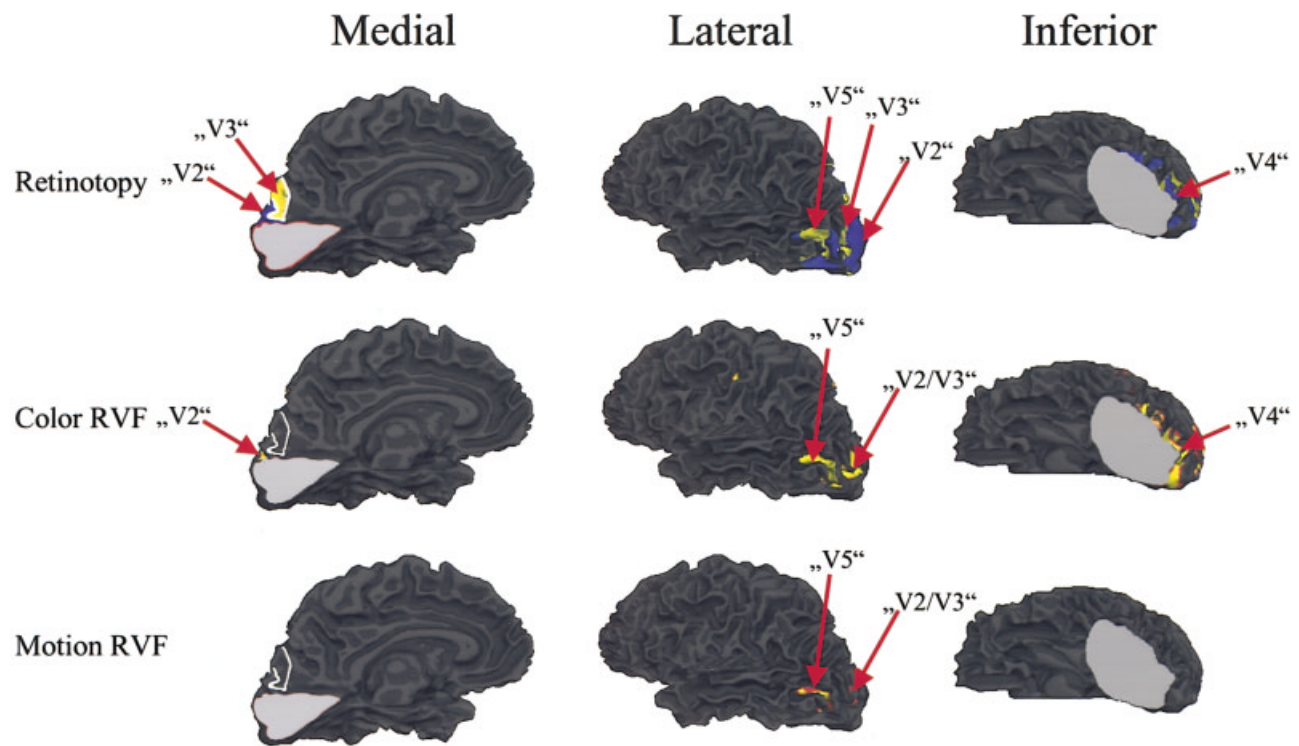 Medial Lateral Inferior
„V5“
„V3“ „V3“
„V2“ „V2“
Retinotopy „V4“
„V5“
„V2/V3“
Color RVF „V2“ „V4“
„V5“
„V2/V3“
Motion RVF